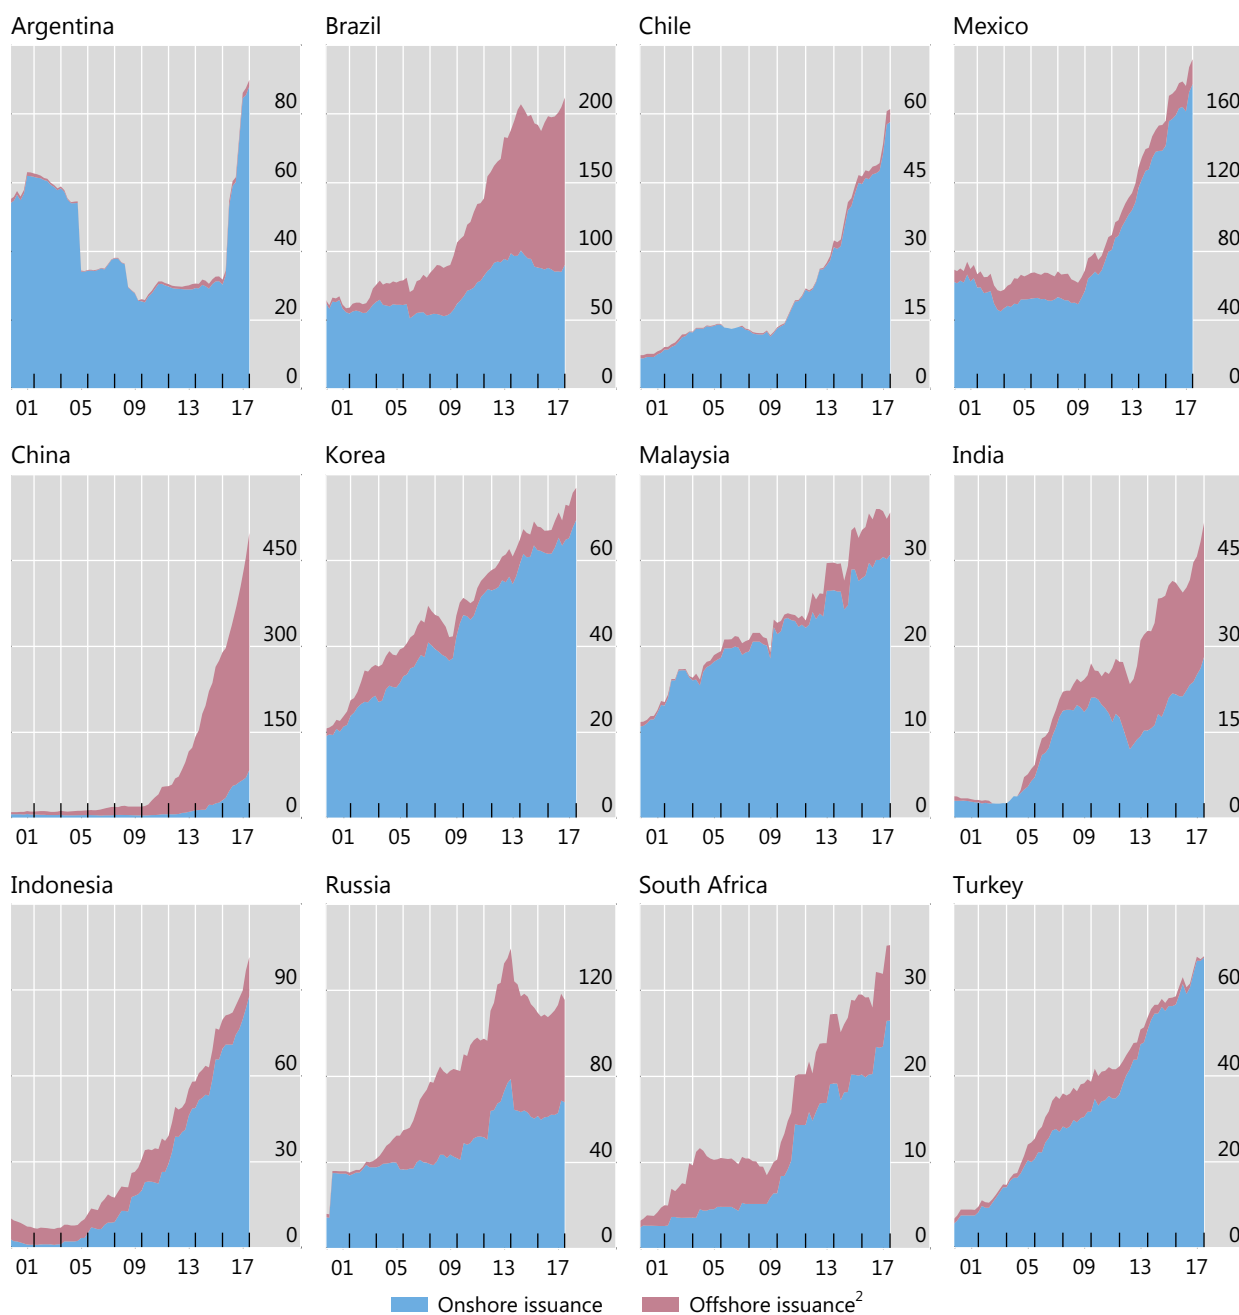 Argentina
80
60
40
20
0
01 05 09 13 17
Brazil
200
150
100
50
0
01 05 09 13 17
Chile
60
45
30
15
0
01 05 09 13 17
Mexico
160
120
80
40
0
01 05 09 13 17
China
450
300
150
0
01 05 09 13 17
Korea
60
40
20
0
01 05 09 13 17
Malaysia
30
20
10
0
01 05 09 13 17
India
45
30
15
0
01 05 09 13 17
Indonesia
90
60
30
0
01 05 09 13 17
Russia
120
80
40
0
01 05 09 13 17
South Africa
30
20
10
0
01 05 09 13 17
Turkey
60
40
20
0
01 05 09 13 17
Onshore issuance
Offshore issuance²